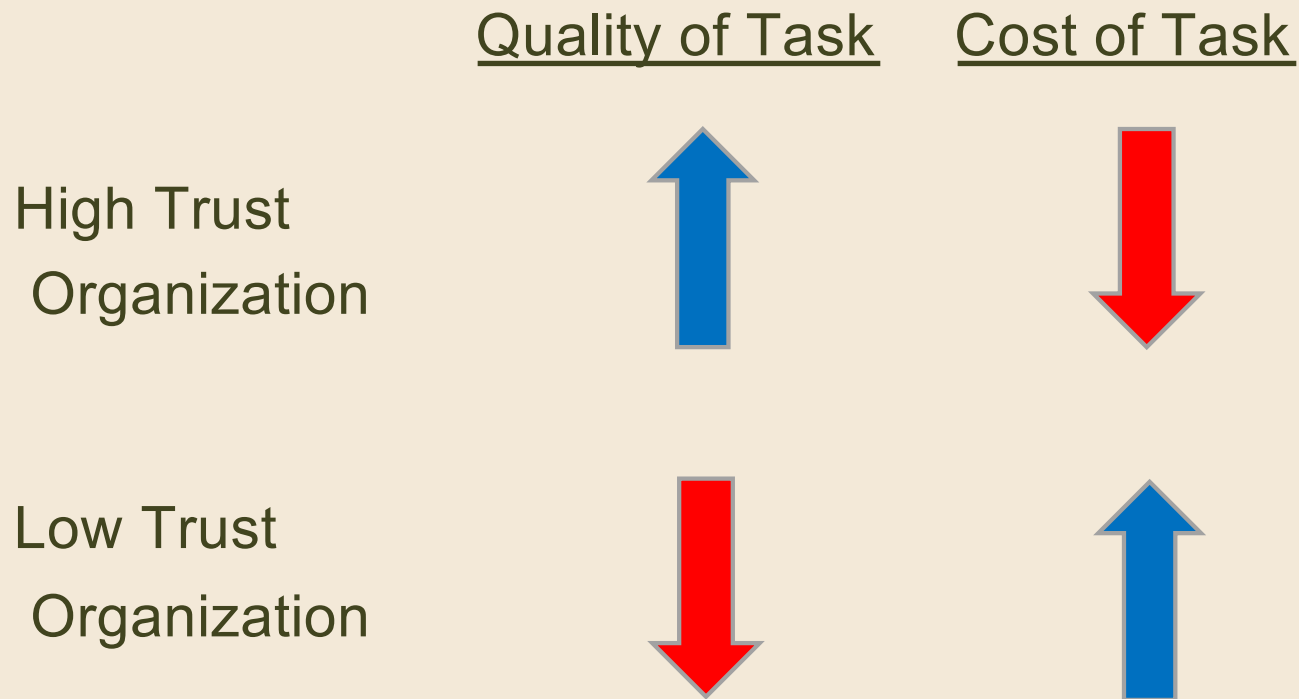 Quality of Task Cost of Task
High Trust
Organization
Low Trust
Organization